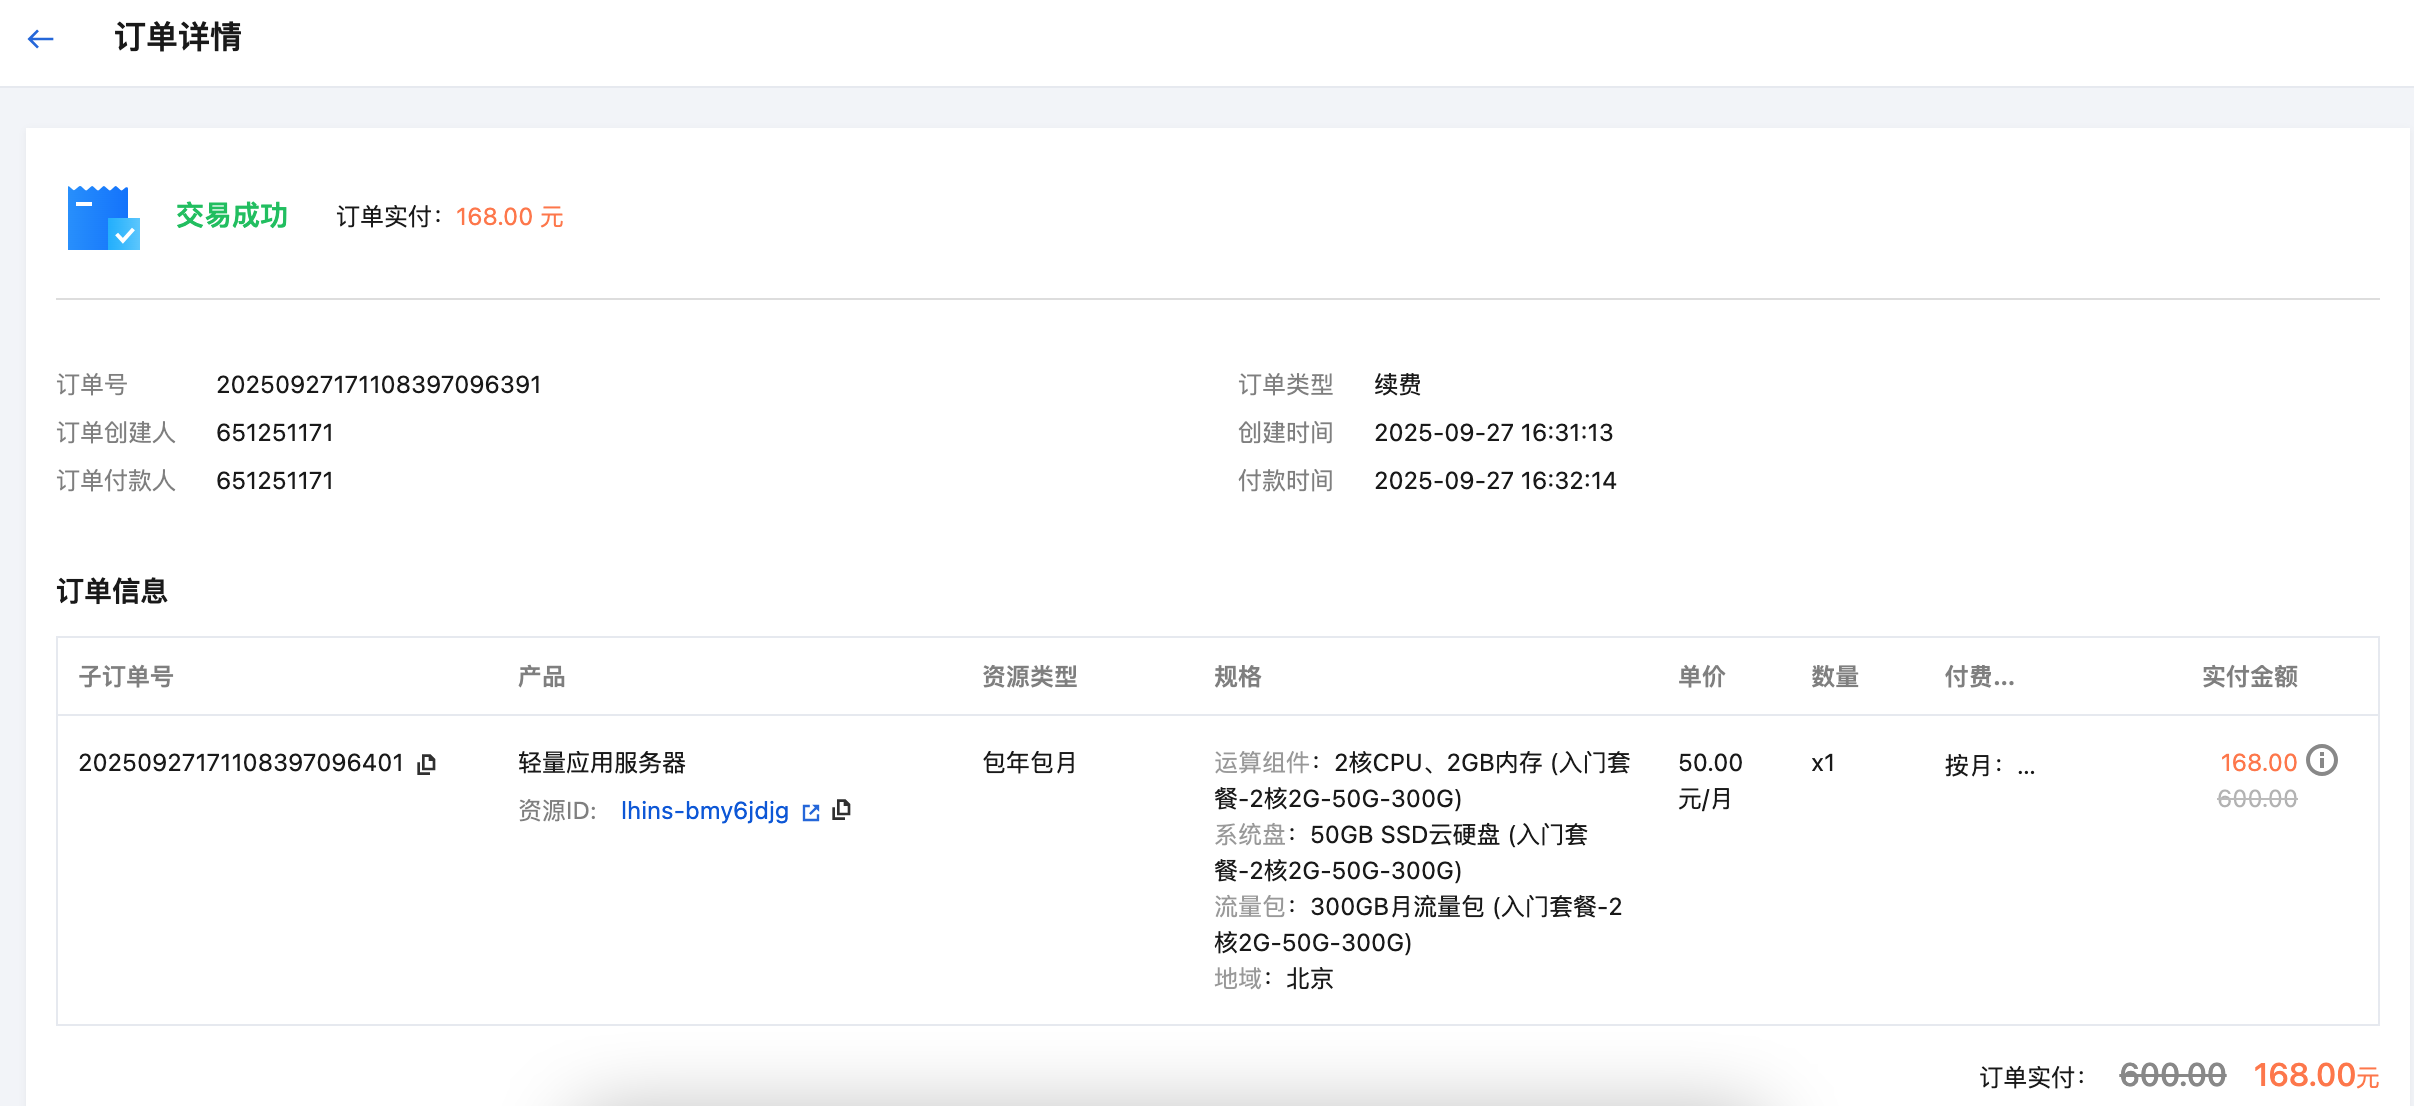 订单详情
交易成功 订单实付：168.00 元
订单号 20250927171108397096391 订单类型 续费
订单创建人 651251171 创建时间 2025-09-27 16:31:13
订单付款人 651251171 付款时间 2025-09-27 16:32:14
订单信息
子订单号 产品 资源类型 规格 单价 数量 付费... 实付金额
20250927171108397096401 轻量应用服务器 包年包月 运算组件：2核CPU、2GB内存 (入门套 50.00 x1 按月：... 168.00
餐-2核2G-50G-300G) 元/月 600.00
资源ID: lhins-bmy6jdjg
系统盘：50GB SSD云硬盘 (入门套
餐-2核2G-50G-300G)
流量包：300GB月流量包 (入门套餐-2
核2G-50G-300G)
地域：北京
订单实付：600.00 168.00元